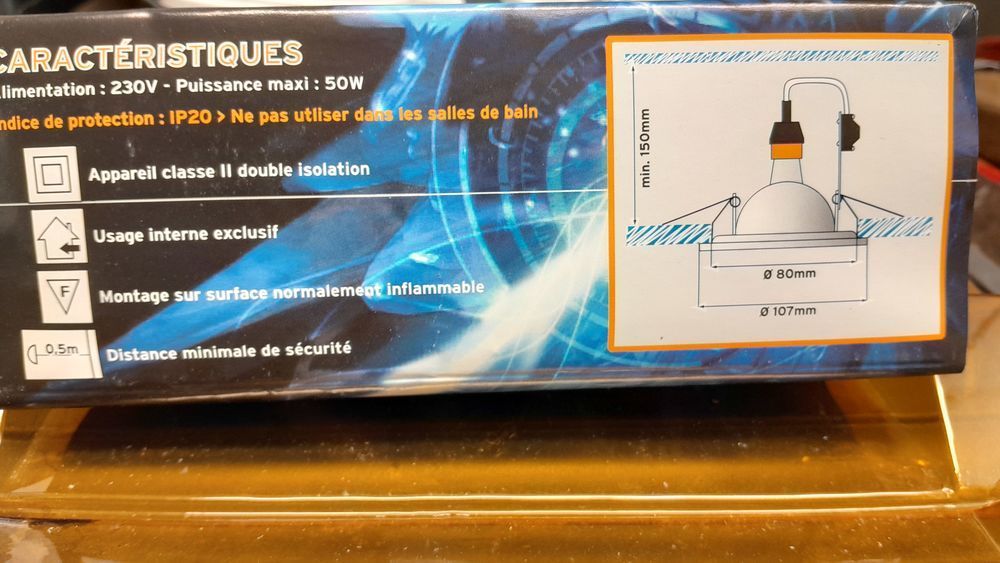 CARACTÉRISTIQUES
limentation : 230V - Puissance maxi : 50W
ndice de protection : IP20 > Ne pas utliser dans les salles de bain
Appareil classe II double isolation
Usage interne exclusif
F
Montage sur surface normalement inflammable
0,5m
Distance minimale de sécurité
min. 150mm
Ø 80mm
Ø 107mm